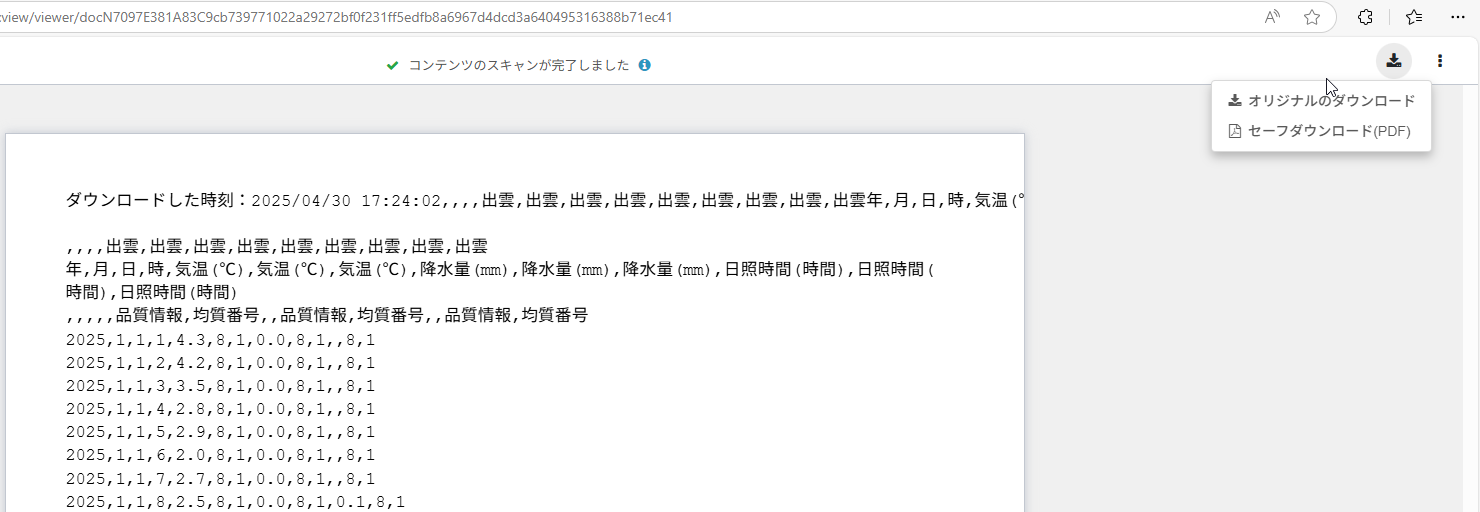 :view/viewer/docN7097E381A83C9cb739771022a29272bf0f231ff5edfb8a6967d4dcd3a640495316388b71ec41
コンテンツのスキャンが完了しました
オリジナルのダウンロード
セーフダウンロード(PDF)
ダウンロードした時刻：2025/04/30 17:24:02,,,,出雲,出雲,出雲,出雲,出雲,出雲,出雲,出雲,出雲年,月,日,時,気温(℃
,,,,出雲,出雲,出雲,出雲,出雲,出雲,出雲,出雲,出雲
年,月,日,時,気温(℃),気温(℃),気温(℃),降水量(mm),降水量(mm),降水量(mm),日照時間(時間),日照時間(
時間),日照時間(時間)
,,,,,品質情報,均質番号,,品質情報,均質番号,,品質情報,均質番号
2025,1,1,1,4.3,8,1,0.0,8,1,,8,1
2025,1,1,2,4.2,8,1,0.0,8,1,,8,1
2025,1,1,3,3.5,8,1,0.0,8,1,,8,1
2025,1,1,4,2.8,8,1,0.0,8,1,,8,1
2025,1,1,5,2.9,8,1,0.0,8,1,,8,1
2025,1,1,6,2.0,8,1,0.0,8,1,,8,1
2025,1,1,7,2.7,8,1,0.0,8,1,,8,1
2025,1,1,8,2.5,8,1,0.0,8,1,0.1,8,1